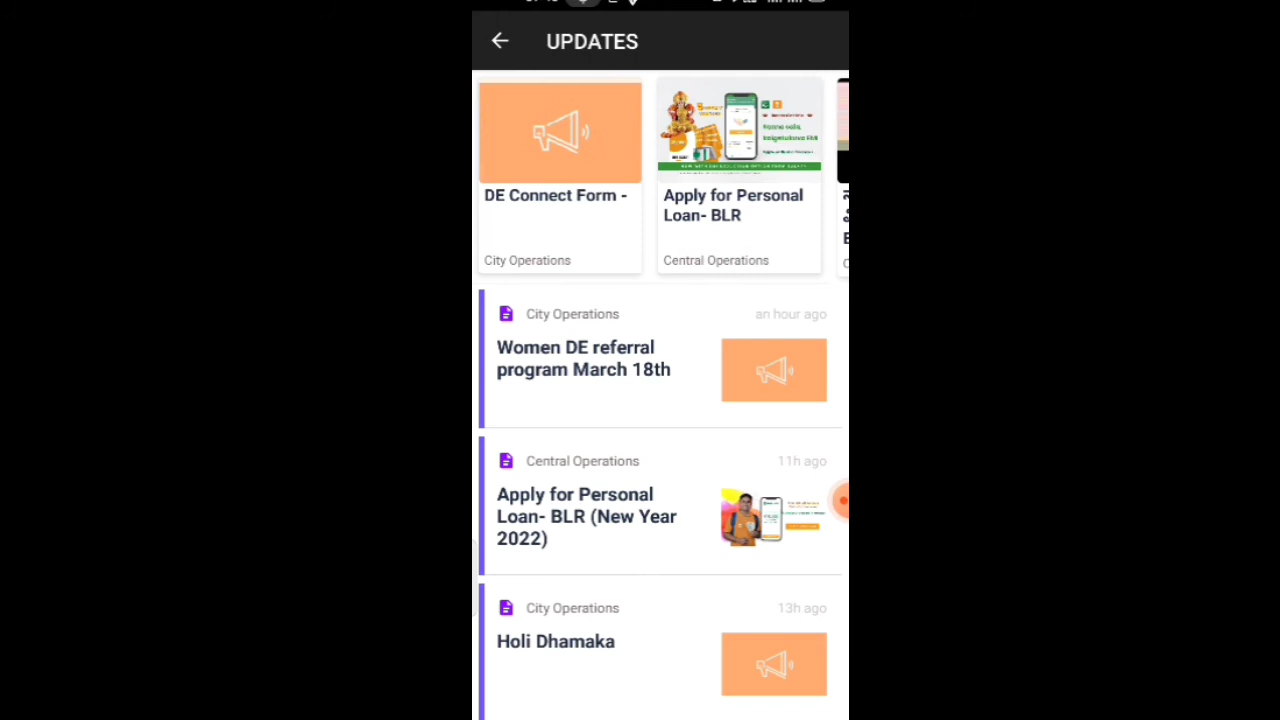 UPDATES
DE Connect Form -
City Operations
Apply for Personal
Loan- BLR
Central Operations
City Operations
an hour ago
Women DE referral
program March 18th
Central Operations
11h ago
Apply for Personal
Loan- BLR (New Year
2022)
City Operations
13h ago
Holi Dhamaka